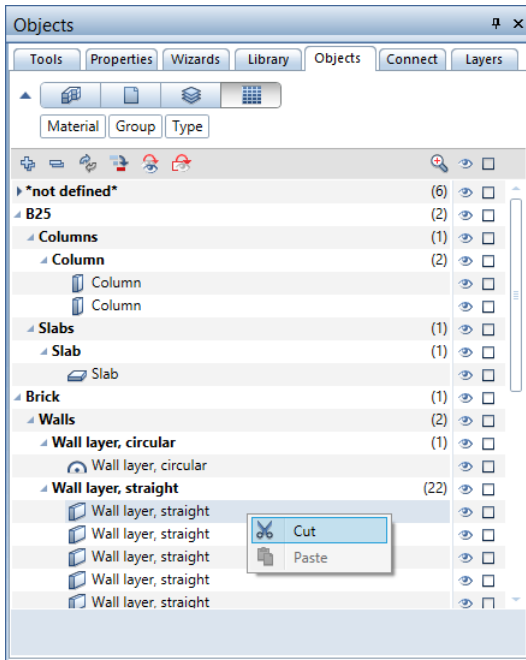 Objects
Tools Properties Wizards Library Objects Connect Layers
Material Group Type
*not defined* (6)
B25 (2)
Columns (1)
Column (2)
Column
Column
Slabs (1)
Slab (1)
Slab
Brick (1)
Walls (2)
Wall layer, circular (1)
Wall layer, circular
Wall layer, straight (22)
Wall layer, straight
Wall layer, straight Cut
Wall layer, straight Paste
Wall layer, straight
Wall layer, straight